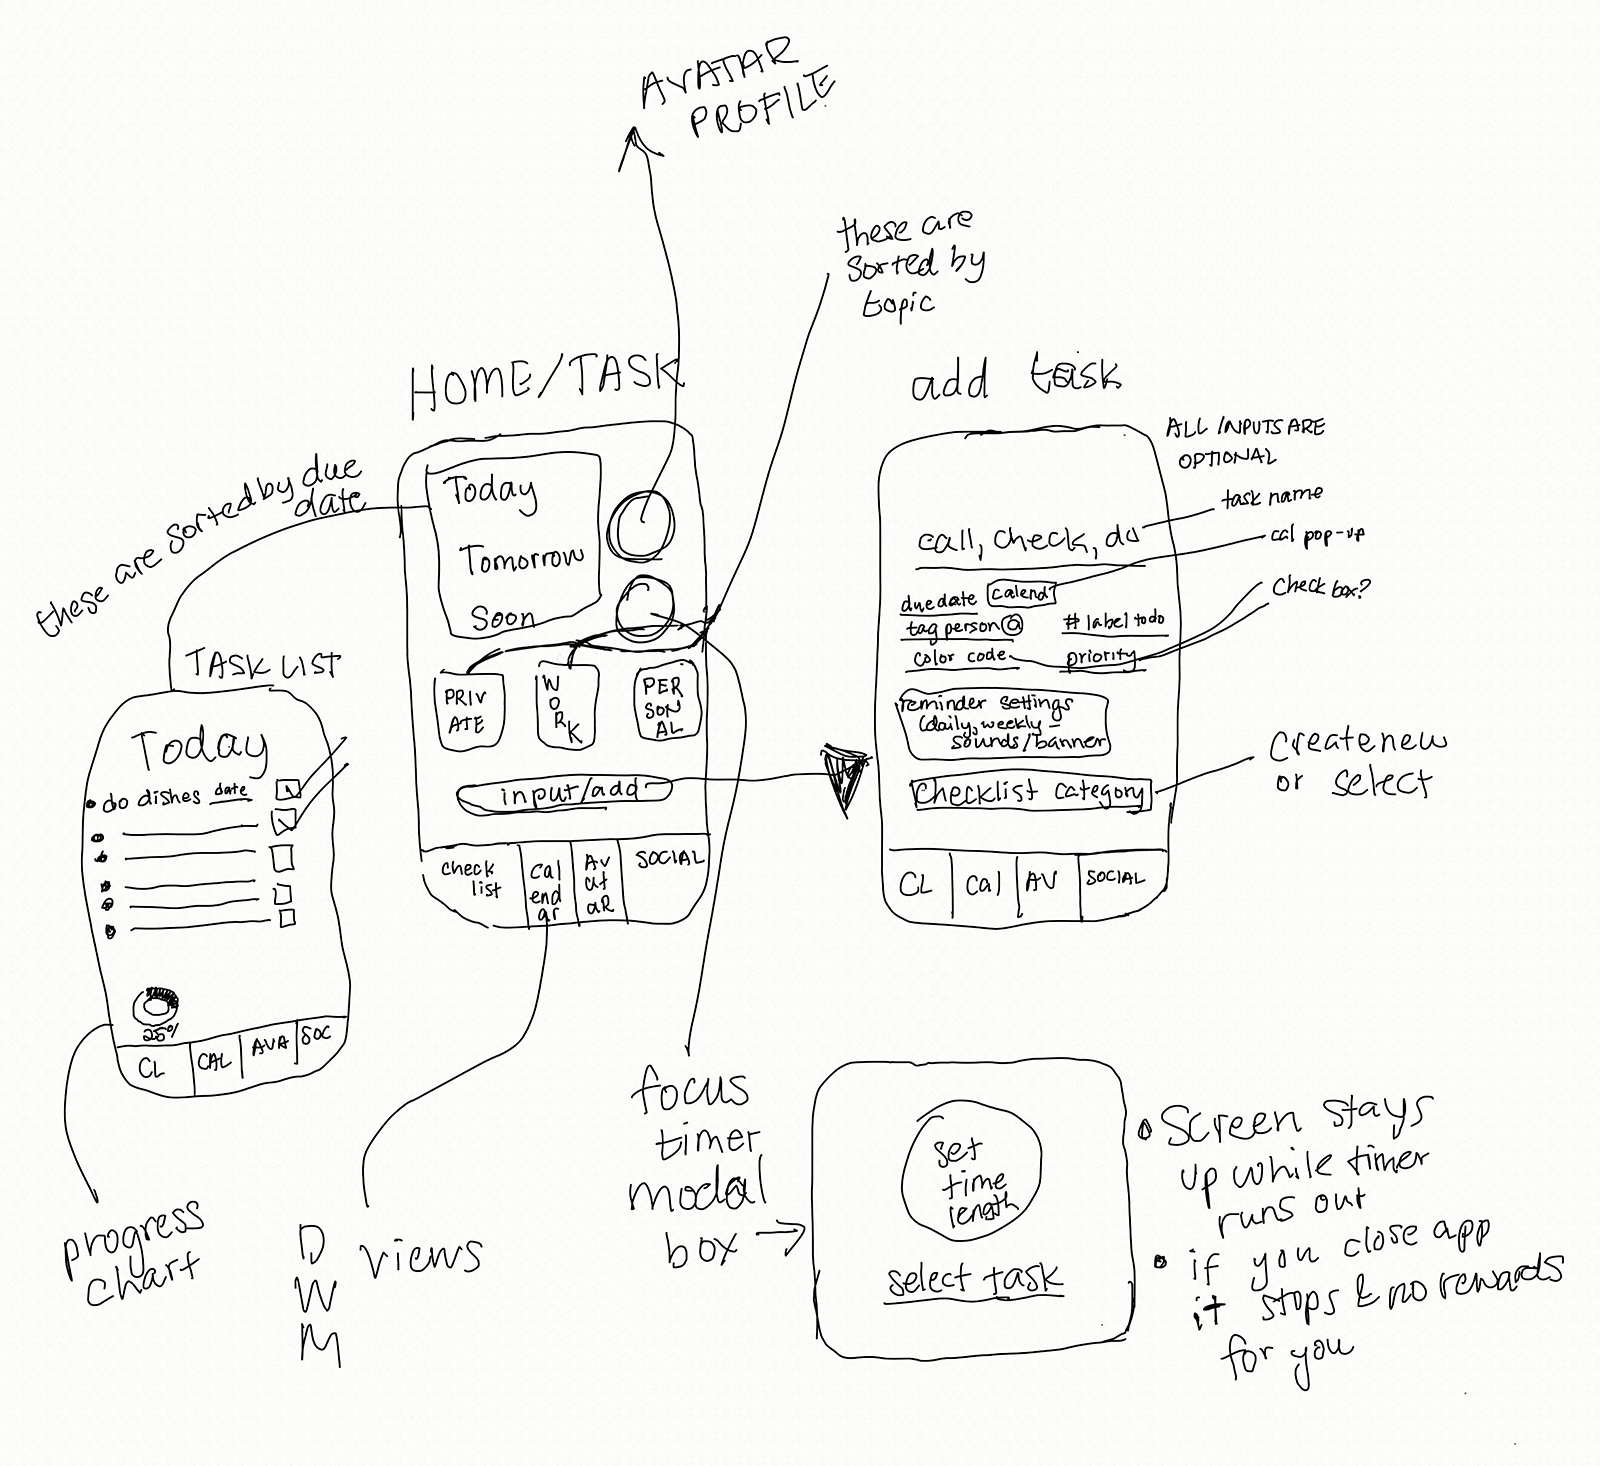 AVATAR
PROFILE
these are
sorted by
topic
HOME/TASK
these are sorted by due
date
Today
Tomorrow
Soon
PRIV
ATE
W
O
R
K
PER
SON
AL
input/add
check
list
cal
end
ar
Av
at
aR
SOCIAL
add task
ALL INPUTS ARE
OPTIONAL
call, check, do
task name
cal pop-up
due date calend
check box?
tag person @
# label to do
color code
priority
reminder settings
(daily, weekly -
sounds/banner
checklist category
create new
or select
CL
cal
AV
SOCIAL
TASK LIST
Today
do dishes date
25%
CL
CAL
AVA
SOC
progress
chart
D
W
M
views
focus
timer
modal
box
set
time
length
select task
Screen stays
up while timer
runs out
if you close app
it stops & no rewards
for you